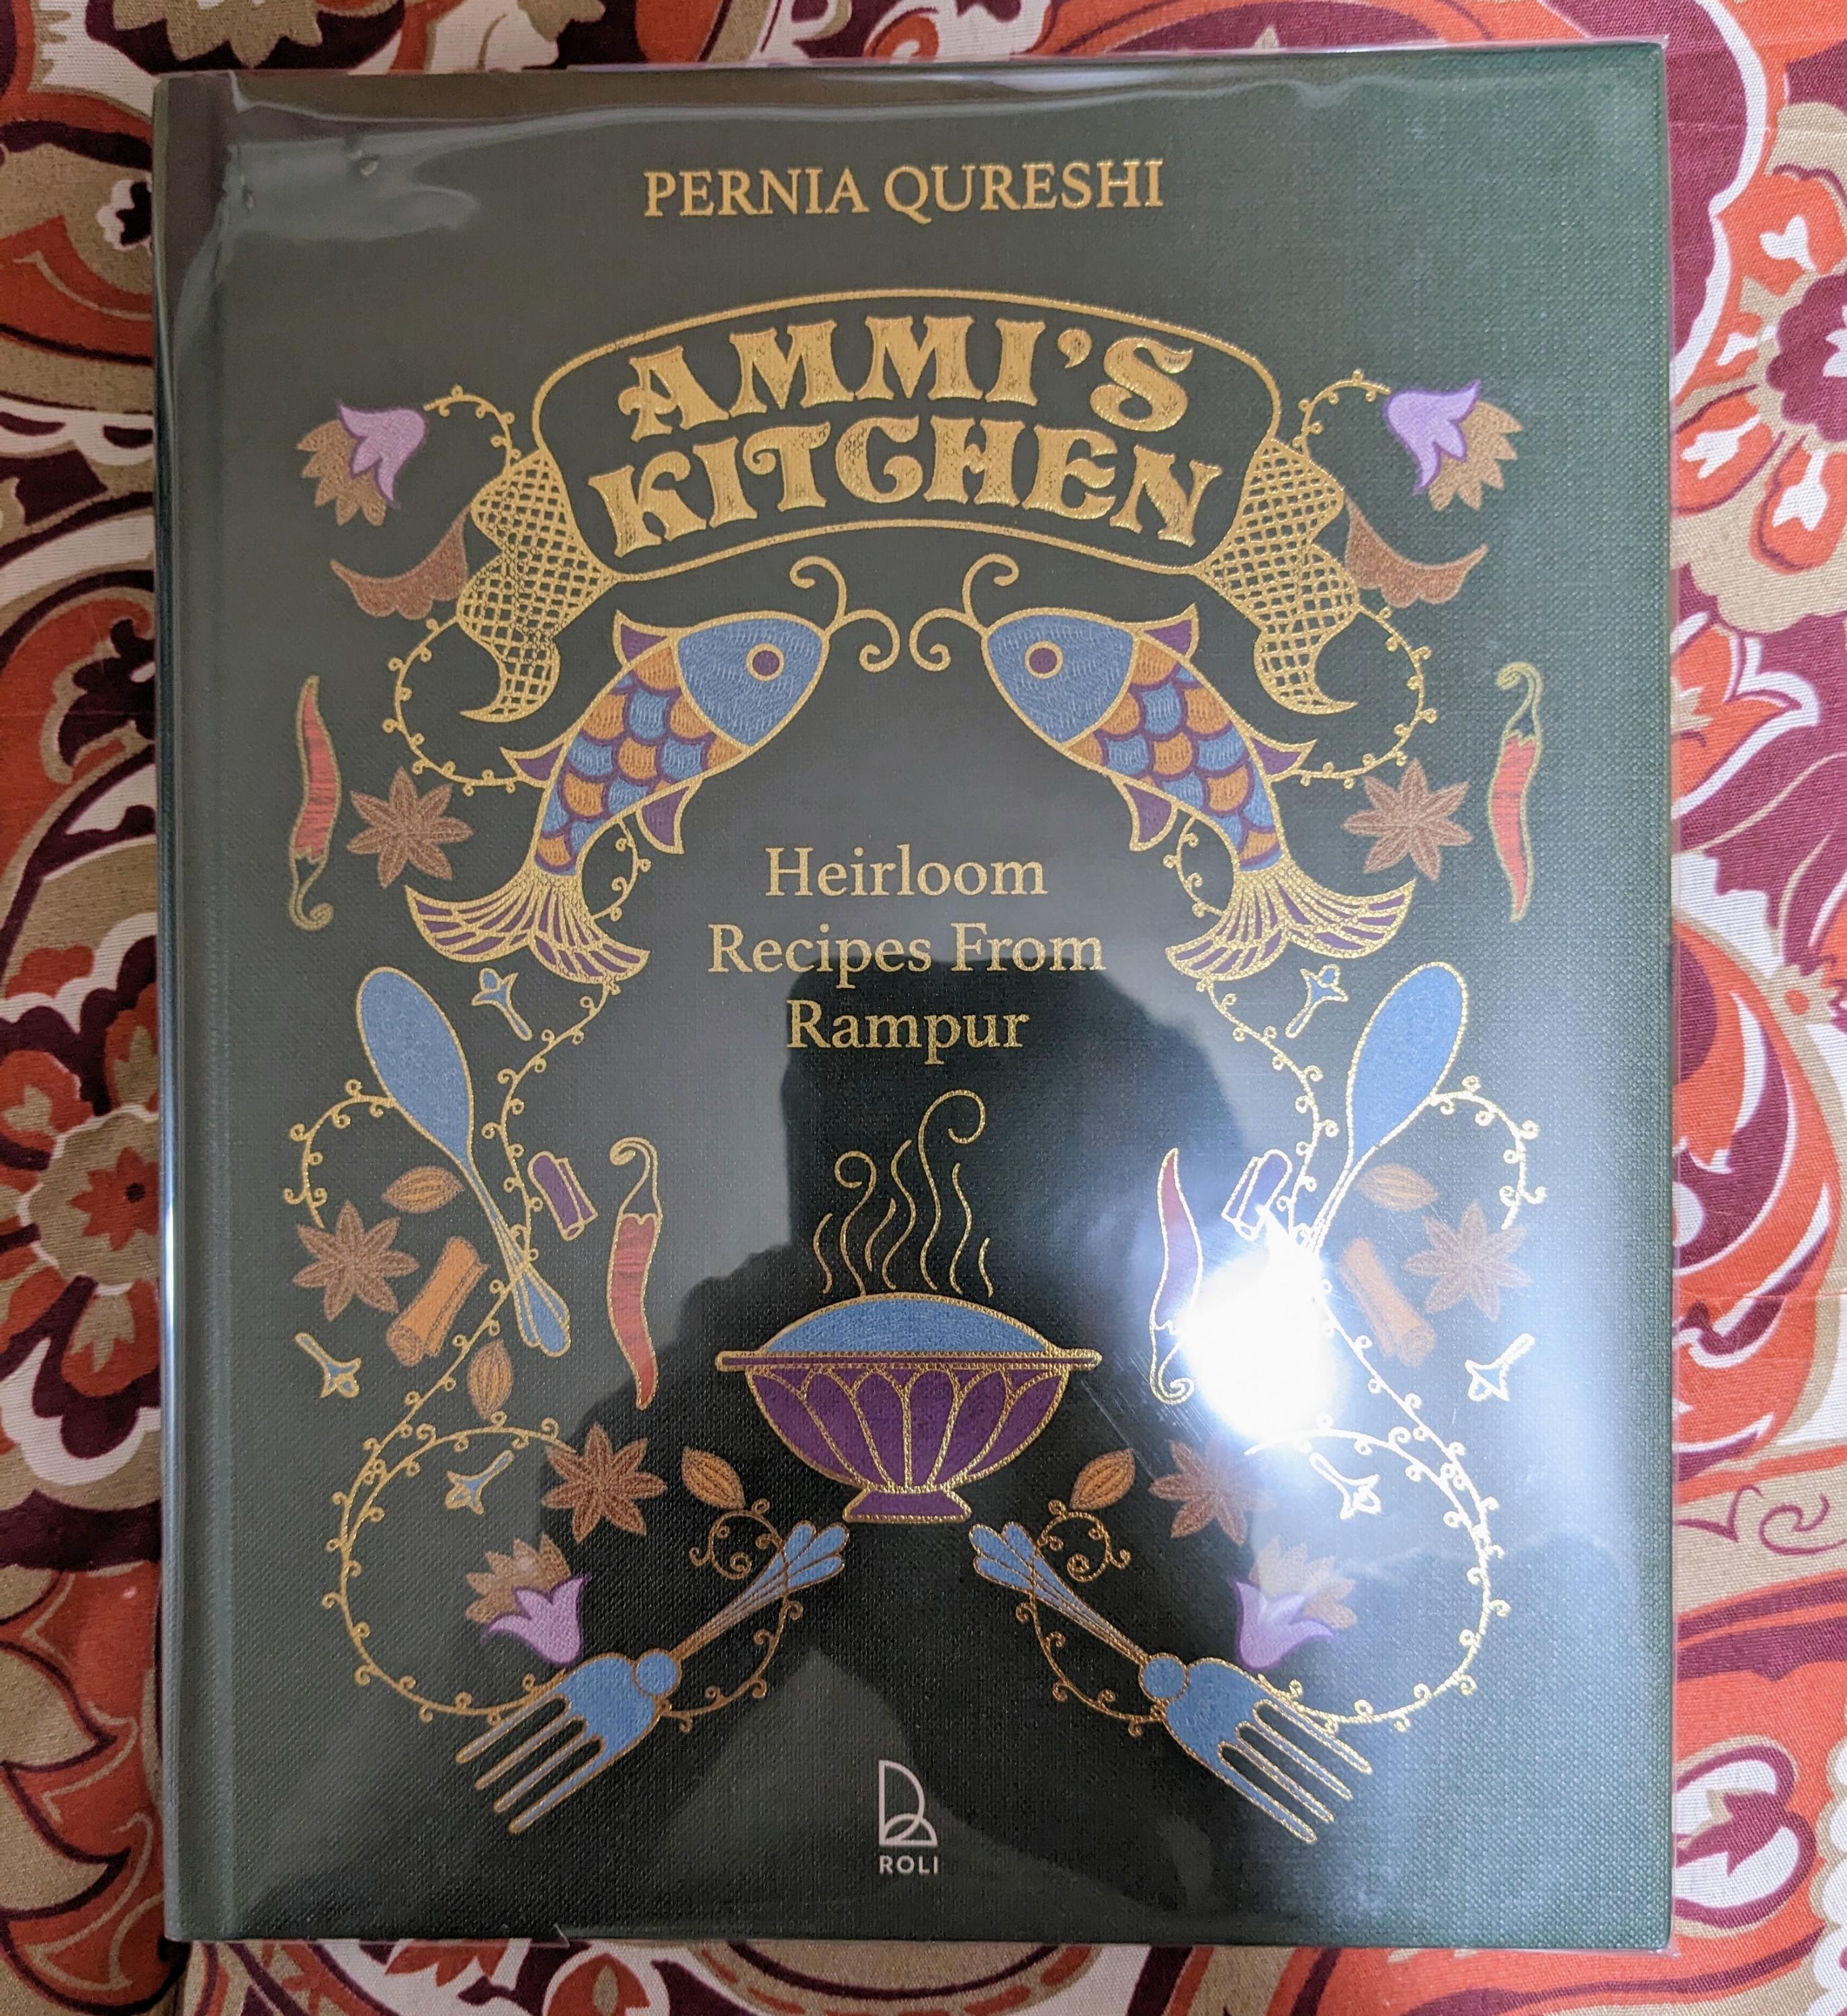 PERNIA QURESHI
AMMI'S
KITCHEN
Heirloom
Recipes From
Rampur
ROLI